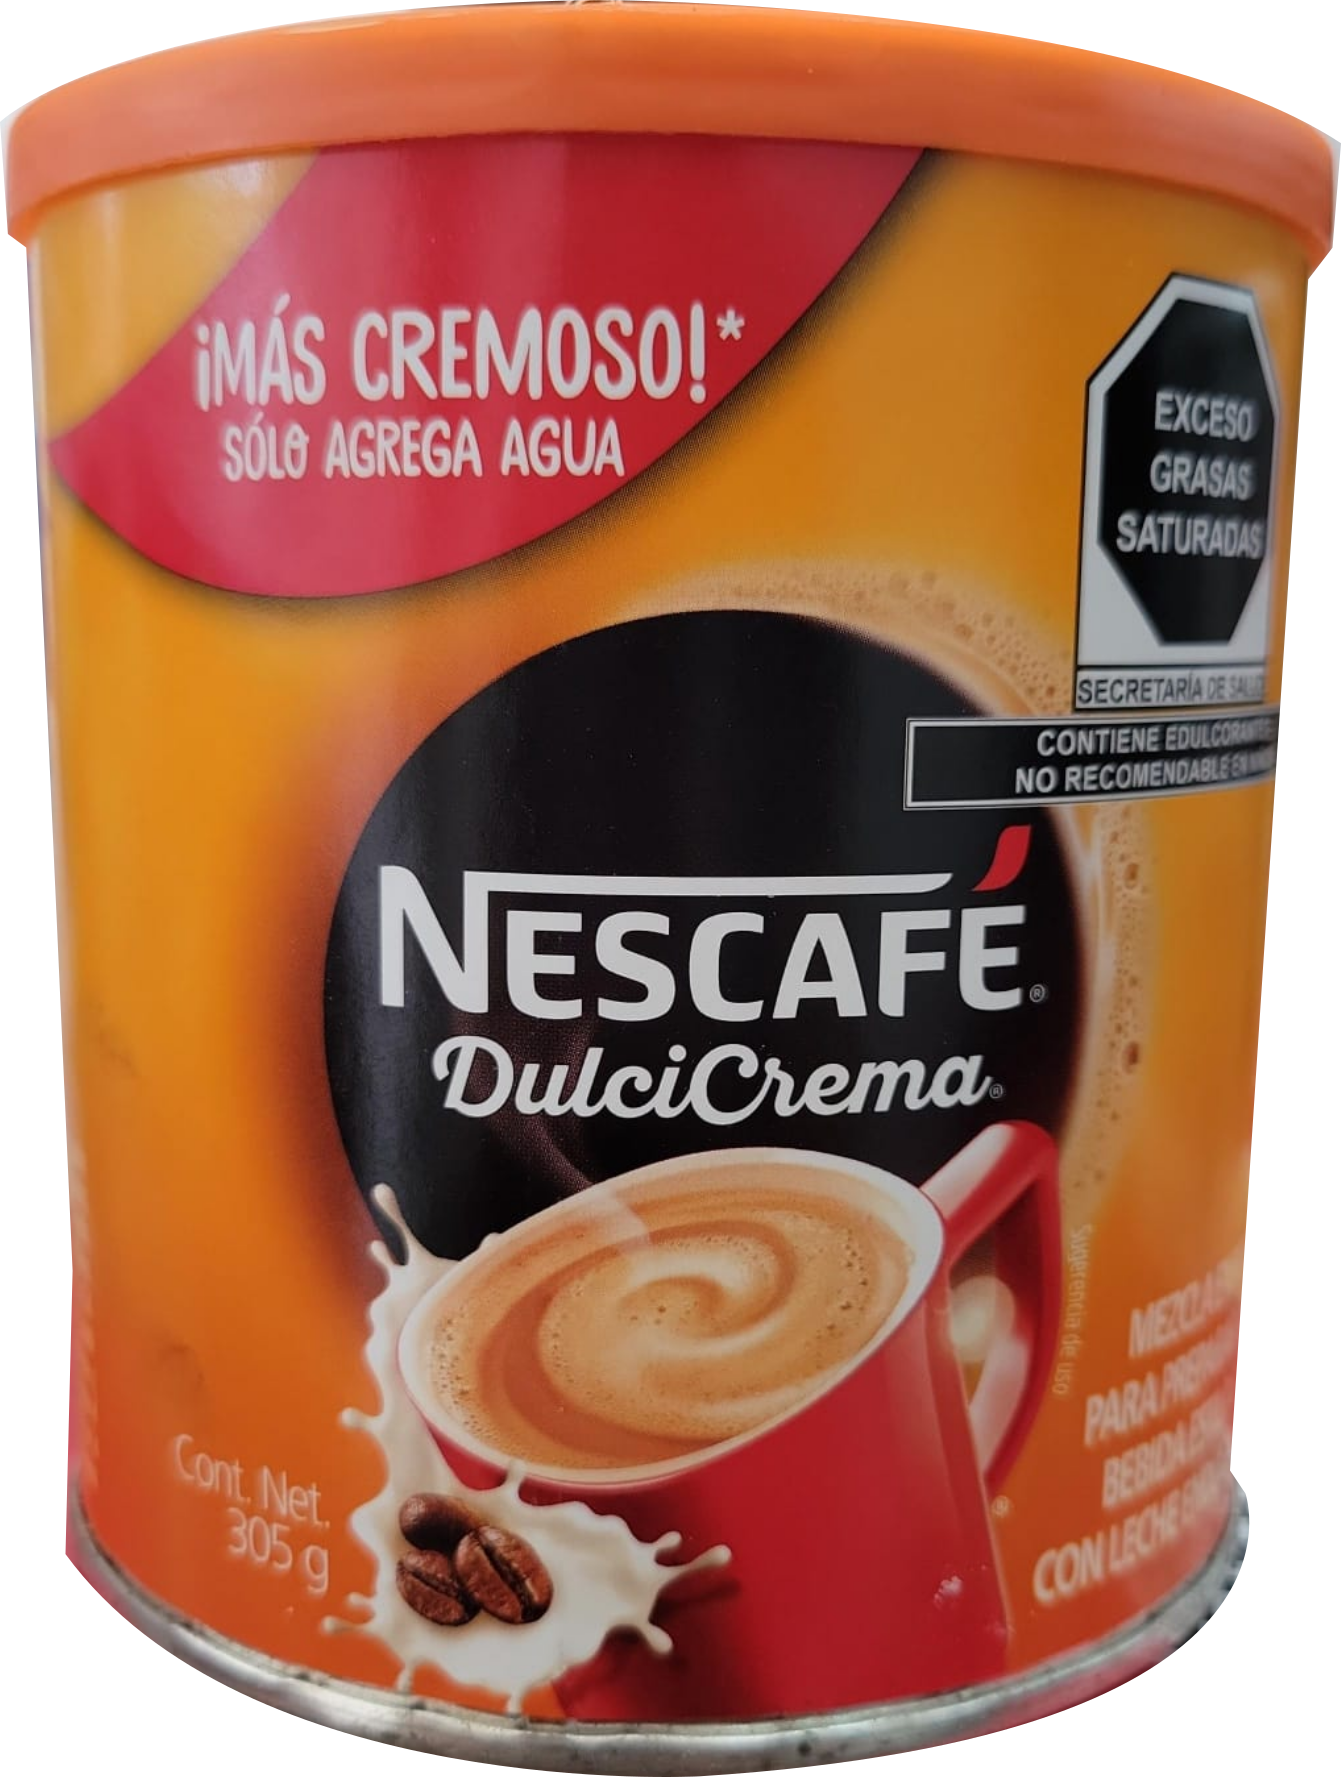 ¡MÁS CREMOSO!*
SÓLO AGREGA AGUA
EXCESO
GRASAS
SATURADAS
SECRETARÍA DE SALUD
CONTIENE EDULCORANTES
NO RECOMENDABLE EN
NESCAFÉ®
DulciCrema®
Sugerencia de uso
MEZCLA
PARA
BEBIDA
CON LECHE
Cont. Net.
305 g
®